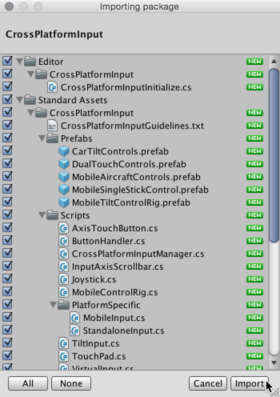 Importing package
CrossPlatformInput
Editor NEW
CrossPlatformInput NEW
CrossPlatformInputInitialize.cs NEW
Standard Assets NEW
CrossPlatformInput NEW
CrossPlatformInputGuidelines.txt NEW
Prefabs NEW
CarTiltControls.prefab NEW
DualTouchControls.prefab NEW
MobileAircraftControls.prefab NEW
MobileSingleStickControl.prefab NEW
MobileTiltControlRig.prefab NEW
Scripts NEW
AxisTouchButton.cs NEW
ButtonHandler.cs NEW
CrossPlatformInputManager.cs NEW
InputAxisScrollbar.cs NEW
Joystick.cs NEW
MobileControlRig.cs NEW
PlatformSpecific NEW
MobileInput.cs NEW
StandaloneInput.cs NEW
TiltInput.cs NEW
TouchPad.cs NEW
VirtualInput.cs NEW
All None Cancel Import